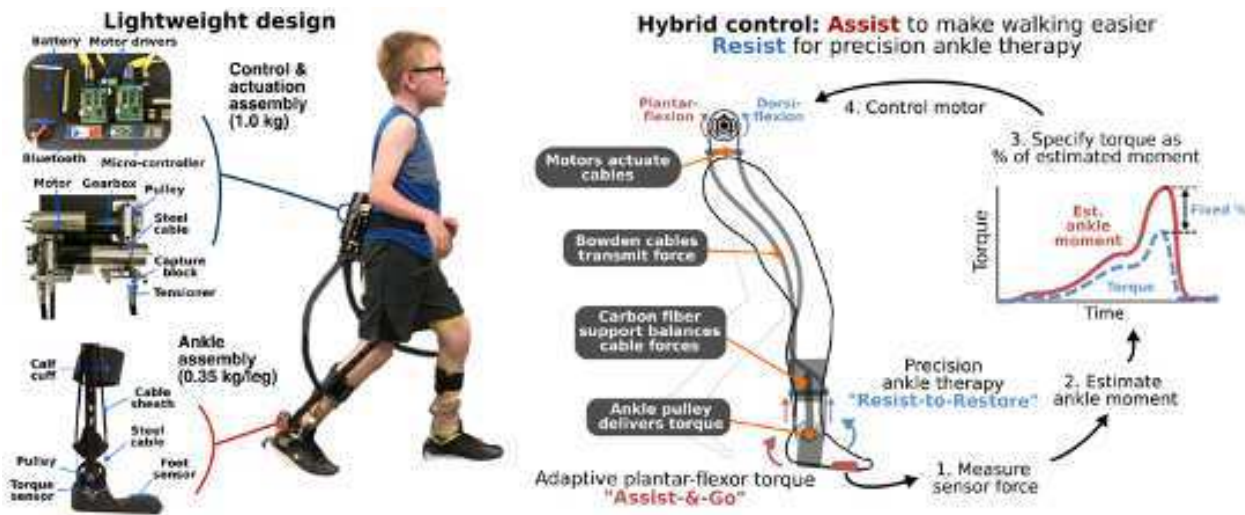 Lightweight design
Battery
Motor drivers
Control &
actuation
assembly
(1.0 kg)
Bluetooth
Micro-controller
Motor
Gearbox
Pulley
Steel
cable
Capture
block
Tensioner
Ankle
assembly
(0.35 kg/leg)
Calf
cuff
Cable
sheath
Steel
cable
Pulley
Foot
sensor
Torque
sensor
Hybrid control: Assist to make walking easier
Resist for precision ankle therapy
Plantar-
flexion
Dorsi-
flexion
4. Control motor
3. Specify torque as
% of estimated moment
Motors actuate
cables
Bowden cables
transmit force
Carbon fiber
support balances
cable forces
Ankle pulley
delivers torque
Torque
Est.
ankle
moment
Fixed %
Torque
Time
Precision
ankle therapy
"Resist-to-Restore"
2. Estimate
ankle moment
1. Measure
sensor force
Adaptive plantar-flexor torque
"Assist-&-Go"